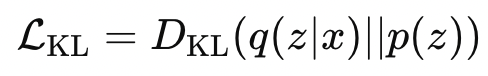 ℒ_KL = D_KL(q(z|x)||p(z))